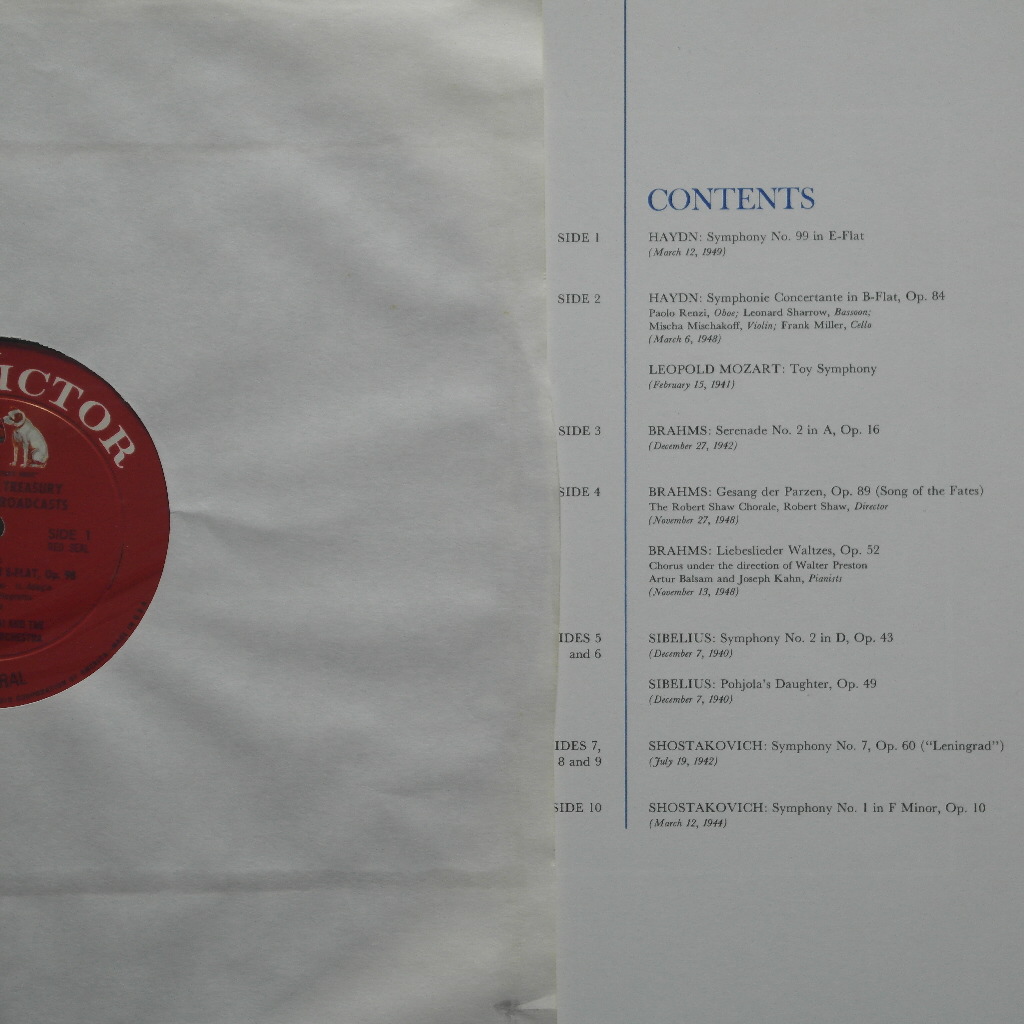 ICTOR
TREASURY
BROADCASTS
SIDE 1
E-FLAT, Op. 98
AND THE
ORCHESTRA
RAL
CONTENTS
SIDE 1 HAYDN: Symphony No. 99 in E-Flat
(March 12, 1949)
SIDE 2 HAYDN: Symphonie Concertante in B-Flat, Op. 84
Paolo Renzi, Oboe; Leonard Sharrow, Bassoon;
Mischa Mischakoff, Violin; Frank Miller, Cello
(March 6, 1948)
LEOPOLD MOZART: Toy Symphony
(February 15, 1941)
SIDE 3 BRAHMS: Serenade No. 2 in A, Op. 16
(December 27, 1942)
SIDE 4 BRAHMS: Gesang der Parzen, Op. 89 (Song of the Fates)
The Robert Shaw Chorale, Robert Shaw, Director
(November 27, 1948)
BRAHMS: Liebeslieder Waltzes, Op. 52
Chorus under the direction of Walter Preston
Artur Balsam and Joseph Kahn, Pianists
(November 13, 1948)
IDES 5 SIBELIUS: Symphony No. 2 in D, Op. 43
and 6 (December 7, 1940)
SIBELIUS: Pohjola's Daughter, Op. 49
(December 7, 1940)
IDES 7, SHOSTAKOVICH: Symphony No. 7, Op. 60 (“Leningrad”)
8 and 9 (July 19, 1942)
SIDE 10 SHOSTAKOVICH: Symphony No. 1 in F Minor, Op. 10
(March 12, 1944)